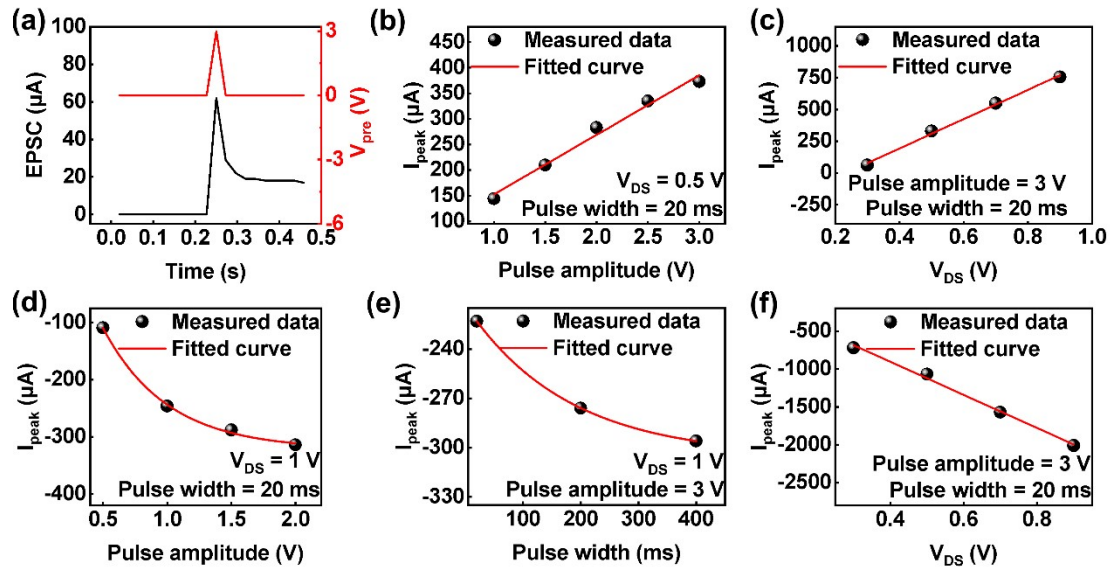 (a)
100
80
60
40
20
0
EPSC (µA)
3
0
-3
-6
V_pre (V)
0.0 0.1 0.2 0.3 0.4 0.5
Time (s)
(b)
450
400
350
300
250
200
150
100
I_peak (µA)
Measured data
Fitted curve
V_DS = 0.5 V
Pulse width = 20 ms
1.0 1.5 2.0 2.5 3.0
Pulse amplitude (V)
(c)
1000
750
500
250
0
-250
I_peak (µA)
Measured data
Fitted curve
Pulse amplitude = 3 V
Pulse width = 20 ms
0.2 0.4 0.6 0.8 1.0
V_DS (V)
(d)
-100
-200
-300
-400
I_peak (µA)
Measured data
Fitted curve
V_DS = 1 V
Pulse width = 20 ms
0.5 1.0 1.5 2.0
Pulse amplitude (V)
(e)
-240
-270
-300
-330
I_peak (µA)
Measured data
Fitted curve
V_DS = 1 V
Pulse amplitude = 3 V
100 200 300 400
Pulse width (ms)
(f)
-500
-1000
-1500
-2000
-2500
I_peak (µA)
Measured data
Fitted curve
Pulse amplitude = 3 V
Pulse width = 20 ms
0.4 0.6 0.8
V_DS (V)